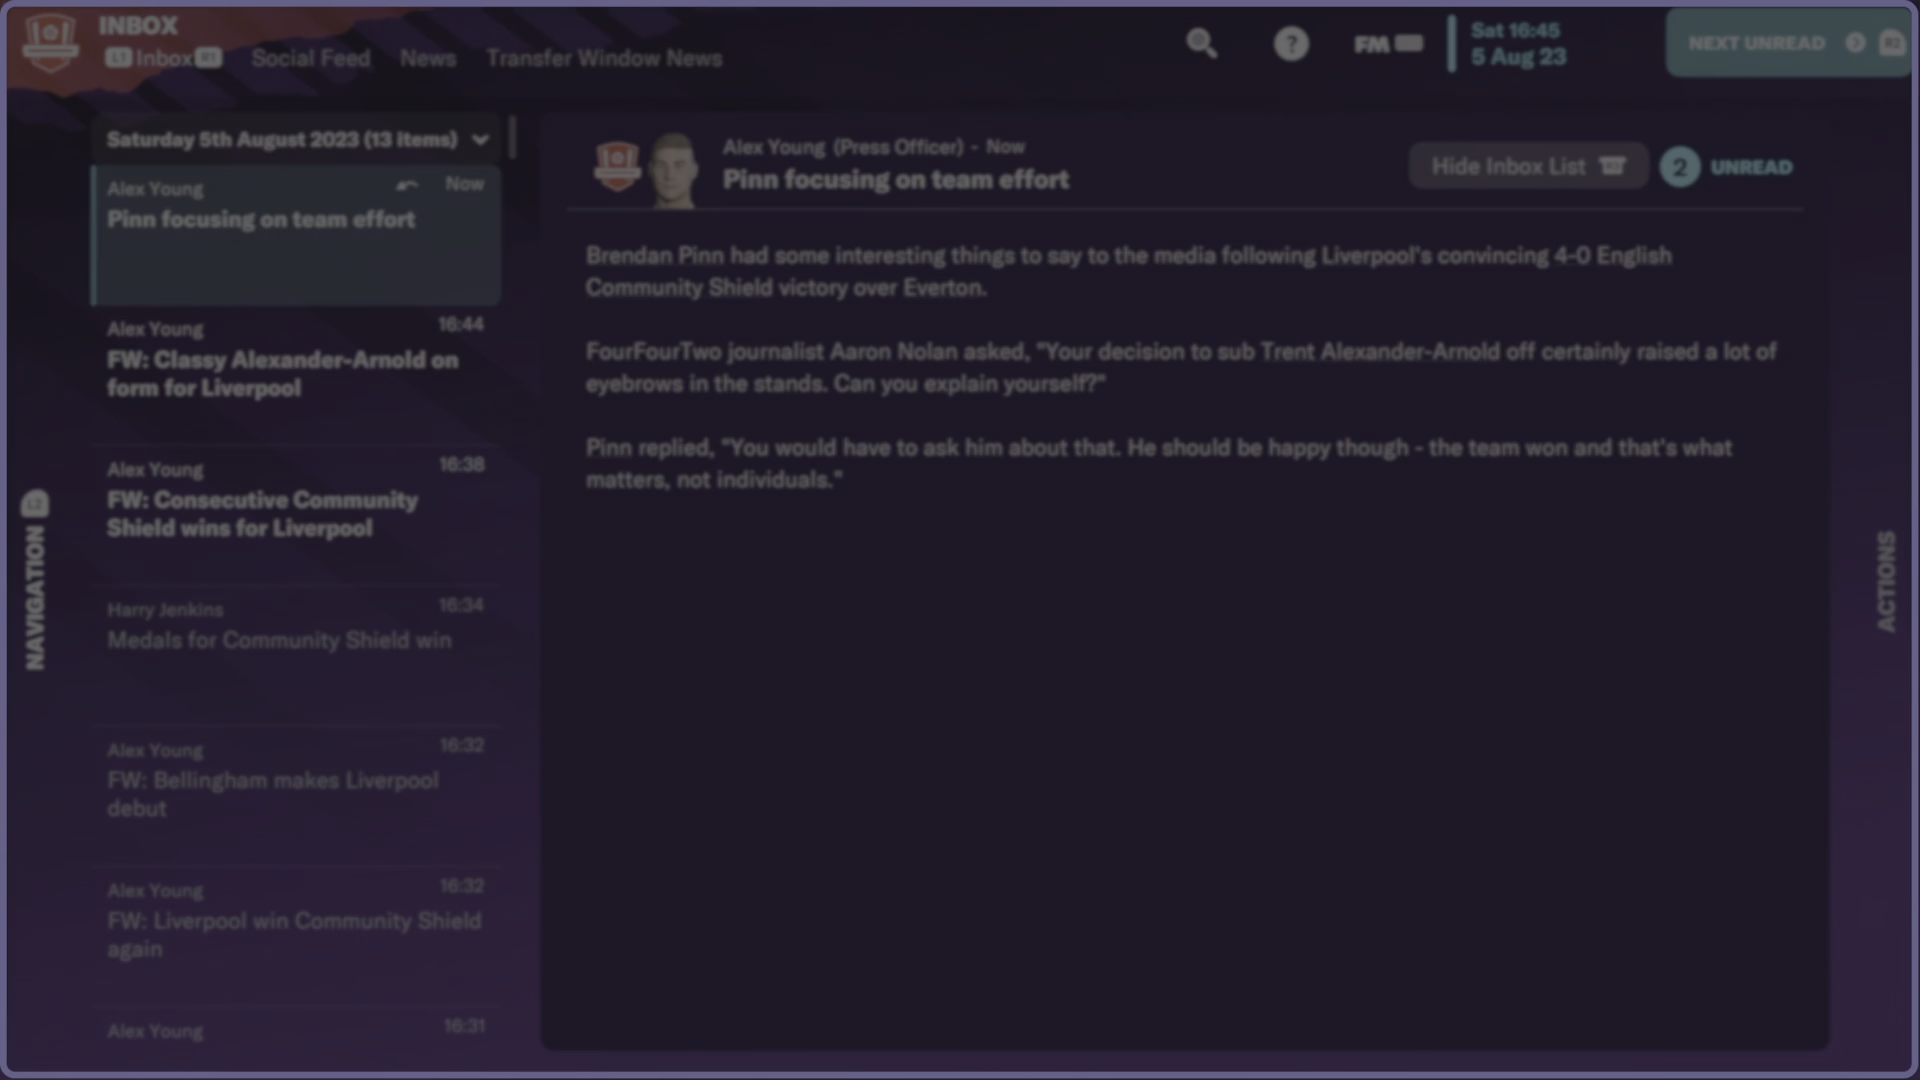 INBOX
L1 Inbox R1 Social Feed News Transfer Window News
? FM
Sat 16:45
5 Aug 23
NEXT UNREAD R2
Saturday 5th August 2023 (13 items)
Alex Young Now
Pinn focusing on team effort
Alex Young 16:44
FW: Classy Alexander-Arnold on
form for Liverpool
Alex Young 16:38
FW: Consecutive Community
Shield wins for Liverpool
Harry Jenkins 16:34
Medals for Community Shield win
Alex Young 16:32
FW: Bellingham makes Liverpool
debut
Alex Young 16:32
FW: Liverpool win Community Shield
again
Alex Young 16:31
NAVIGATION L2
Alex Young (Press Officer) - Now
Pinn focusing on team effort
Hide Inbox List
2 UNREAD
Brendan Pinn had some interesting things to say to the media following Liverpool's convincing 4-0 English
Community Shield victory over Everton.
FourFourTwo journalist Aaron Nolan asked, "Your decision to sub Trent Alexander-Arnold off certainly raised a lot of
eyebrows in the stands. Can you explain yourself?"
Pinn replied, "You would have to ask him about that. He should be happy though - the team won and that's what
matters, not individuals."
ACTIONS